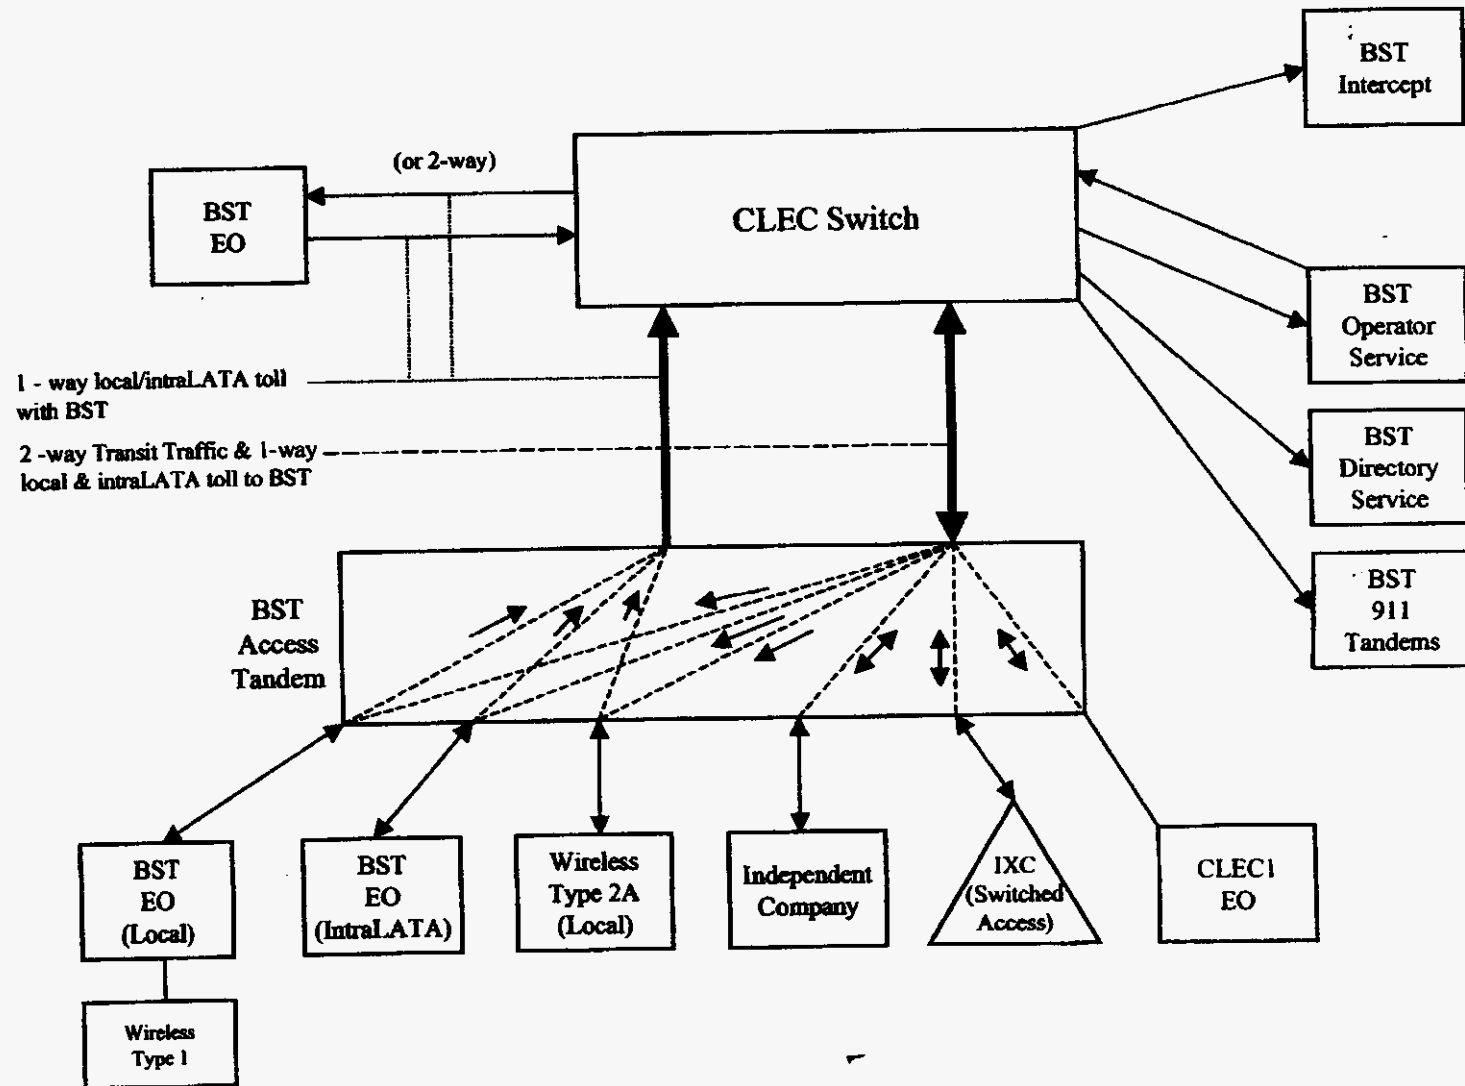 BST
Intercept
(or 2-way)
BST
EO
CLEC Switch
BST
Operator
Service
1 - way local/intraLATA toll
with BST
2 -way Transit Traffic & 1-way
local & intraLATA toll to BST
BST
Directory
Service
BST
911
Tandems
BST
Access
Tandem
BST
EO
(Local)
BST
EO
(IntraLATA)
Wireless
Type 2A
(Local)
Independent
Company
IXC
(Switched
Access)
CLEC1
EO
Wireless
Type 1